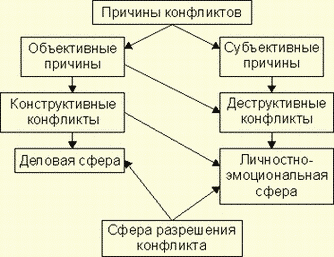 Причины конфликтов
Объективные
причины
Субъективные
причины
Конструктивные
конфликты
Деструктивные
конфликты
Деловая сфера
Личностно-
эмоциональная
сфера
Сфера разрешения
конфликта